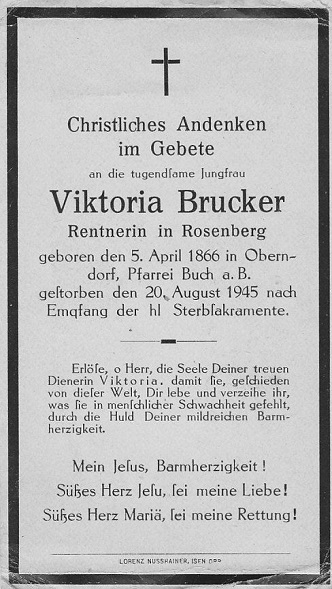 Christliches Andenken
im Gebete
an die tugendſame Jungfrau
Viktoria Brucker
Rentnerin in Rosenberg
geboren den 5. April 1866 in Obern-
dorf, Pfarrei Buch a. B.
geſtorben den 20. August 1945 nach
Emqfang der hl Sterbſakramente.
Erlöſe, o Herr, die Seele Deiner treuen
Dienerin Viktoria. damit ſie, geſchieden
von dieſer Welt, Dir lebe und verzeihe ihr,
was ſie in menſchlicher Schwachheit gefehlt,
durch die Huld Deiner mildreichen Barm-
herzigkeit.
Mein Jeſus, Barmherzigkeit !
Süßes Herz Jeſu, ſei meine Liebe!
Süßes Herz Mariä, ſei meine Rettung!
LORENZ NUSSRAINER, ISEN OPP